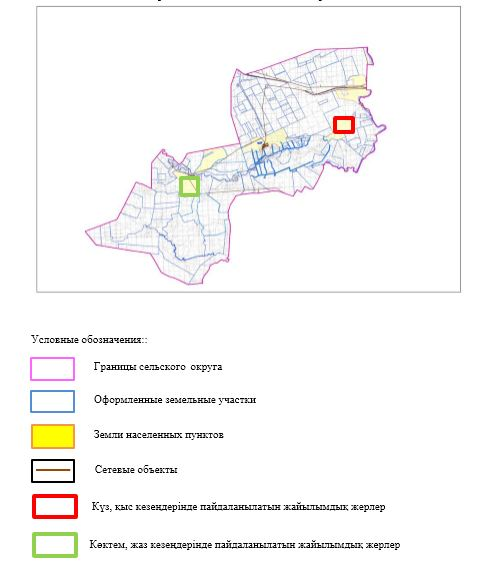 Условные обозначения::
Границы сельского округа
Оформленные земельные участки
Земли населенных пунктов
Сетевые объекты
Күз, қыс кезеңдерінде пайдаланылатын жайылымдық жерлер
Көктем, жаз кезеңдерінде пайдаланылатын жайылымдық жерлер